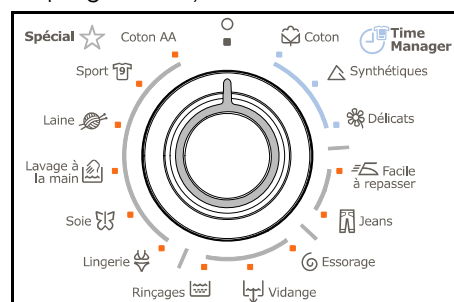 Spécial
Coton AA
Coton
Time
Manager
Sport
9
Synthétiques
Laine
Délicats
Lavage à
la main
Facile
à repasser
Soie
Jeans
Lingerie
Essorage
Rinçages
Vidange